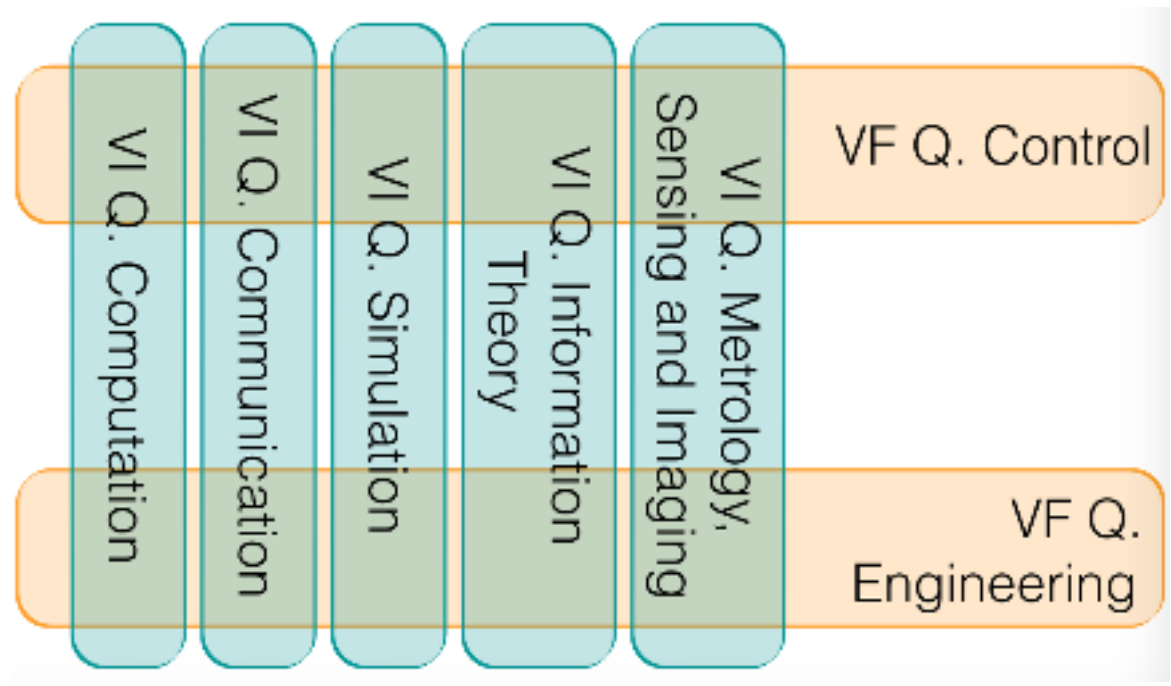 VI Q. Computation
VI Q. Communication
VI Q. Simulation
VI Q. Information
Theory
VI Q. Metrology,
Sensing and Imaging
VF Q. Control
VF Q.
Engineering